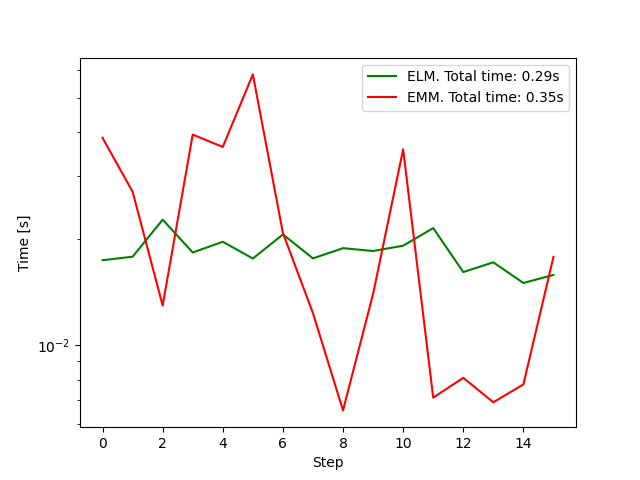 ELM. Total time: 0.29s
EMM. Total time: 0.35s
Time [s]
10⁻²
0 2 4 6 8 10 12 14
Step